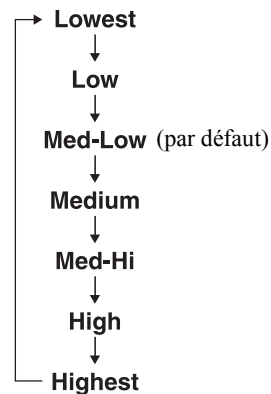 Lowest
Low
Med-Low (par défaut)
Medium
Med-Hi
High
Highest